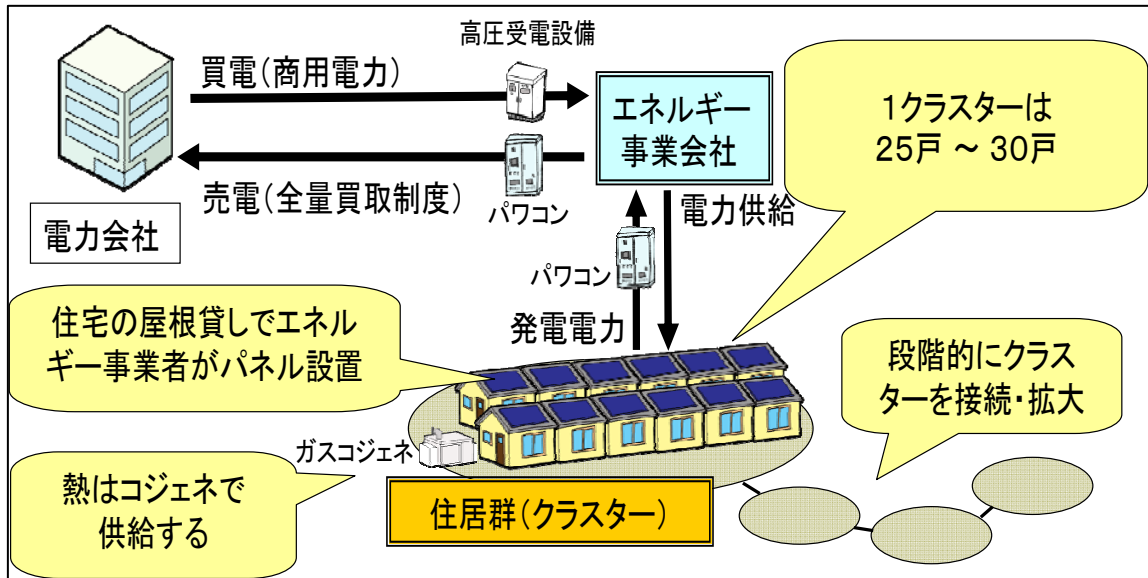 高圧受電設備
買電(商用電力)
エネルギー
事業会社
1クラスターは
25戸 ~ 30戸
売電(全量買取制度)
パワコン
電力会社
電力供給
パワコン
発電電力
住宅の屋根貸しでエネル
ギー事業者がパネル設置
段階的にクラス
ターを接続・拡大
ガスコジェネ
熱はコジェネで
供給する
住居群(クラスター)